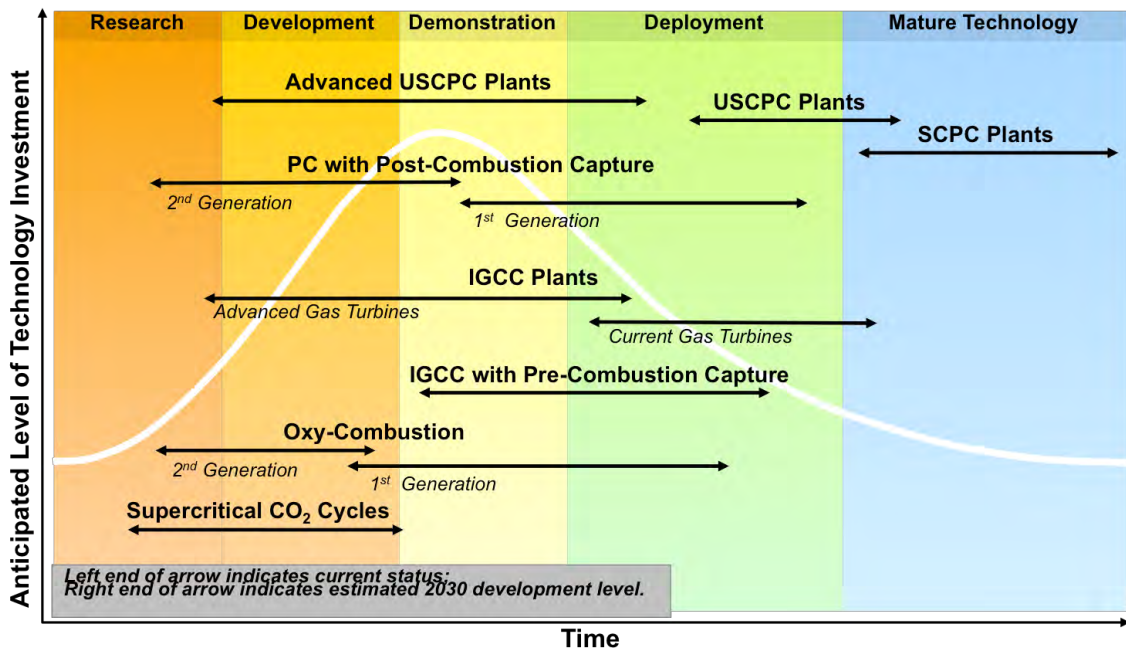 Research
Development
Demonstration
Deployment
Mature Technology
Anticipated Level of Technology Investment
Advanced USCPC Plants
USCPC Plants
SCPC Plants
PC with Post-Combustion Capture
2nd Generation
1st Generation
IGCC Plants
Advanced Gas Turbines
Current Gas Turbines
IGCC with Pre-Combustion Capture
Oxy-Combustion
2nd Generation
1st Generation
Supercritical CO2 Cycles
Left end of arrow indicates current status;
Right end of arrow indicates estimated 2030 development level.
Time